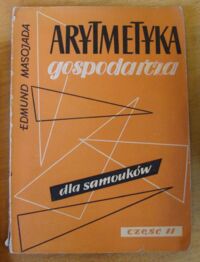 EDMUND MASOJADA
ARYTMETYKA
gospodarcza
dla samouków
CZĘŚĆ II